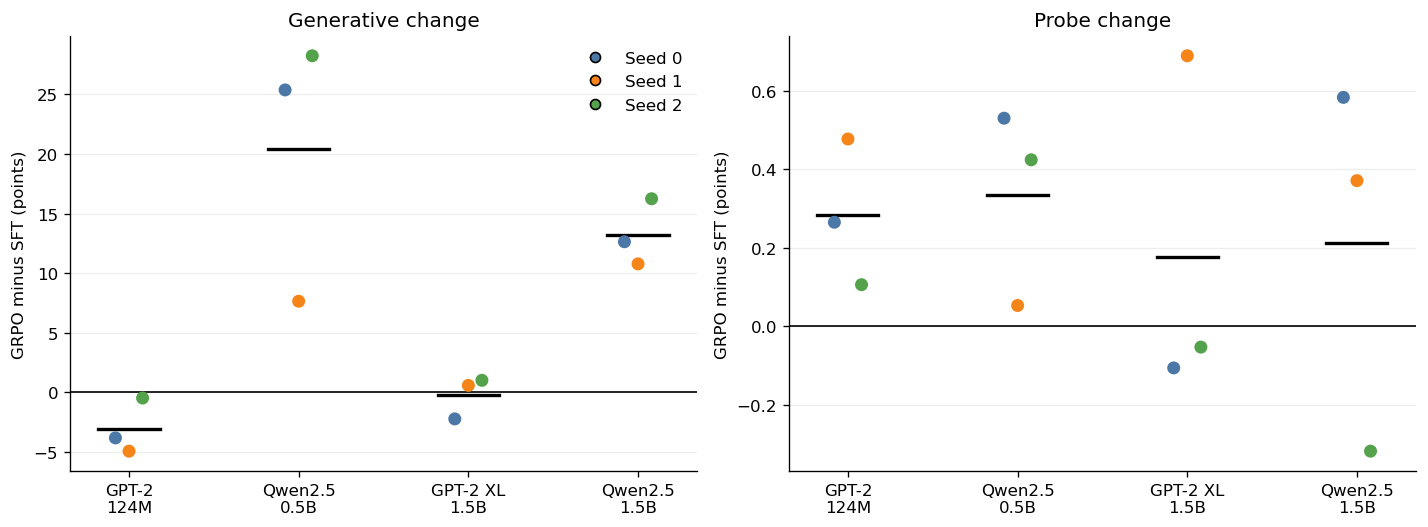 Generative change
GRPO minus SFT (points)
25
20
15
10
5
0
−5
Seed 0
Seed 1
Seed 2
GPT-2
124M
Qwen2.5
0.5B
GPT-2 XL
1.5B
Qwen2.5
1.5B
Probe change
GRPO minus SFT (points)
0.6
0.4
0.2
0.0
−0.2
GPT-2
124M
Qwen2.5
0.5B
GPT-2 XL
1.5B
Qwen2.5
1.5B